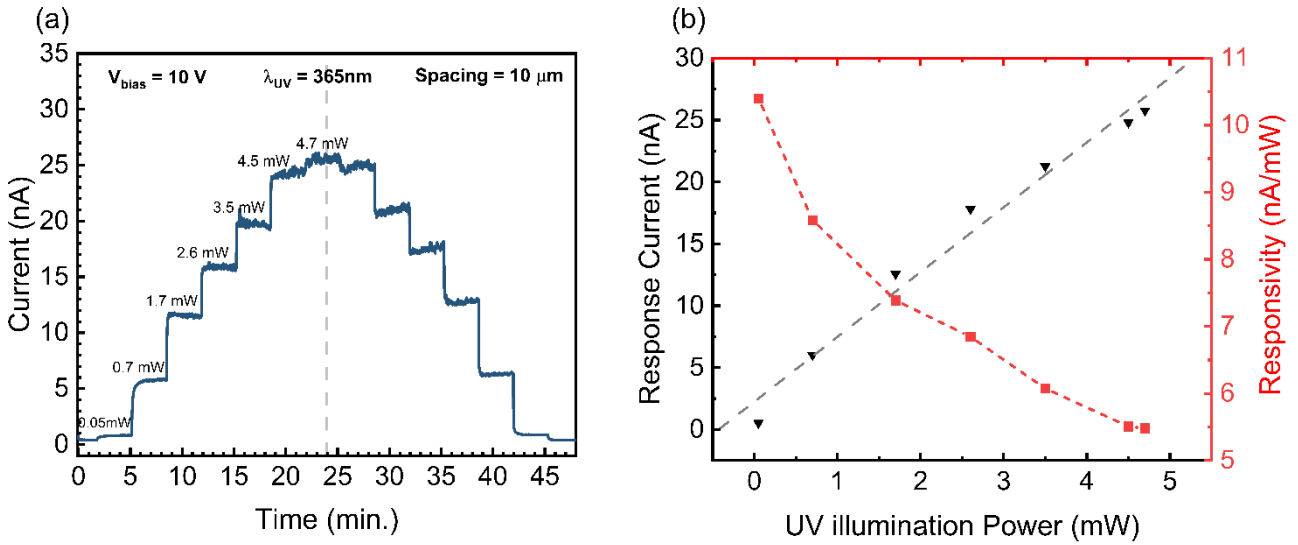 (a)
V_bias = 10 V λ_UV = 365nm Spacing = 10 μm
35
30
25
20
15
10
5
0
Current (nA)
0.05mW
0.7 mW
1.7 mW
2.6 mW
3.5 mW
4.5 mW
4.7 mW
0 5 10 15 20 25 30 35 40 45
Time (min.)
(b)
30
25
20
15
10
5
0
Response Current (nA)
11
10
9
8
7
6
5
Responsivity (nA/mW)
0 1 2 3 4 5
UV illumination Power (mW)